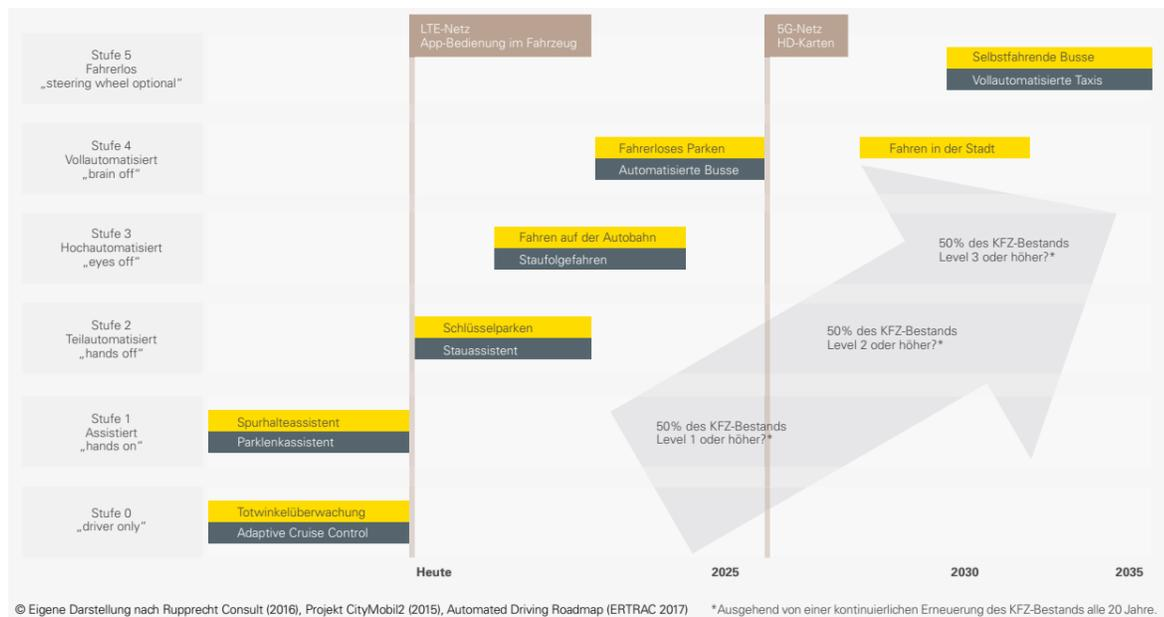 LTE-Netz
App-Bedienung im Fahrzeug
5G-Netz
HD-Karten
Stufe 5
Fahrerlos
„steering wheel optional“
Selbstfahrende Busse
Vollautomatisierte Taxis
Stufe 4
Vollautomatisiert
„brain off“
Fahrerloses Parken
Automatisierte Busse
Fahren in der Stadt
Stufe 3
Hochautomatisiert
„eyes off“
Fahren auf der Autobahn
Staufolgefahren
50% des KFZ-Bestands
Level 3 oder höher?*
Stufe 2
Teilautomatisiert
„hands off“
Schlüsselparken
Stauassistent
50% des KFZ-Bestands
Level 2 oder höher?*
Stufe 1
Assistiert
„hands on“
Spurhalteassistent
Parklenkassistent
50% des KFZ-Bestands
Level 1 oder höher?*
Stufe 0
„driver only“
Totwinkelüberwachung
Adaptive Cruise Control
Heute 2025 2030 2035
© Eigene Darstellung nach Rupprecht Consult (2016), Projekt CityMobil2 (2015), Automated Driving Roadmap (ERTRAC 2017) *Ausgehend von einer kontinuierlichen Erneuerung des KFZ-Bestands alle 20 Jahre.